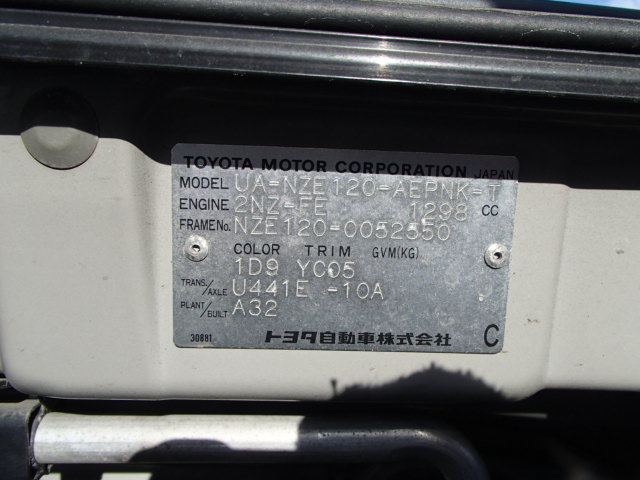 TOYOTA MOTOR CORPORATION JAPAN
MODEL UA-NZE120-AEPNK-T
ENGINE 2NZ-FE 1298 CC
FRAME No. NZE120-0052550
COLOR TRIM GVM(KG)
1D9 YC05
TRANS./AXLE U441E -10A
PLANT/BUILT A32
30881 トヨタ自動車株式会社 C